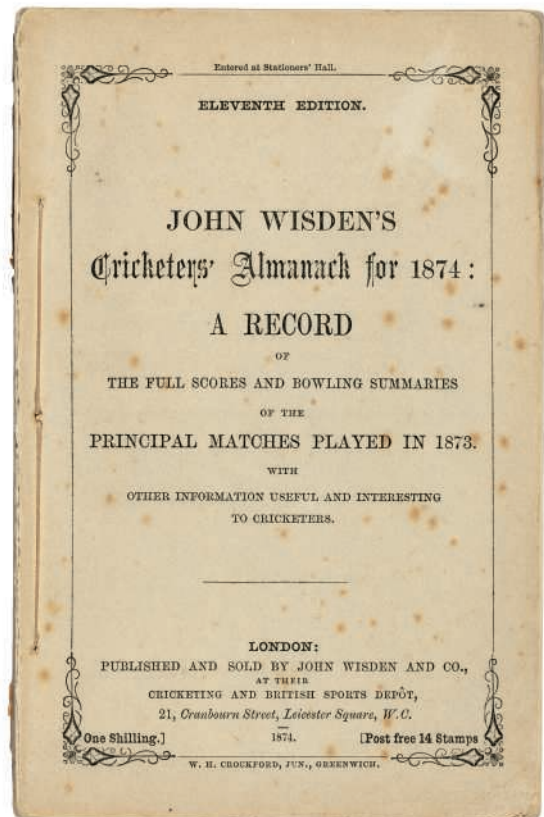 Entered at Stationers' Hall.
ELEVENTH EDITION.
JOHN WISDEN'S
Cricketers' Almanack for 1874:
A RECORD
OF
THE FULL SCORES AND BOWLING SUMMARIES
OF THE
PRINCIPAL MATCHES PLAYED IN 1873.
WITH
OTHER INFORMATION USEFUL AND INTERESTING
TO CRICKETERS.
LONDON:
PUBLISHED AND SOLD BY JOHN WISDEN AND CO.,
AT THEIR
CRICKETING AND BRITISH SPORTS DEPÔT,
21, Cranbourn Street, Leicester Square, W.C.
One Shilling.] 1874. [Post free 14 Stamps
W. H. CROCKFORD, JUN., GREENWICH.